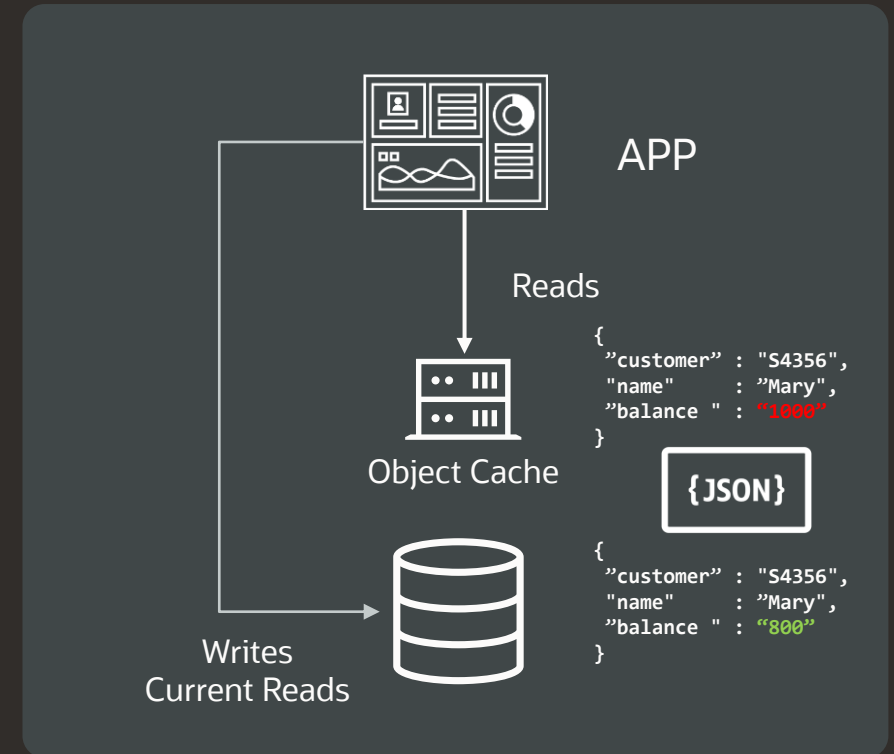 APP
Reads
{
”customer” : "S4356",
"name" : ”Mary",
”balance " : “1000”
}
Object Cache
{JSON}
{
”customer” : "S4356",
"name" : ”Mary",
”balance " : “800”
}
Writes
Current Reads